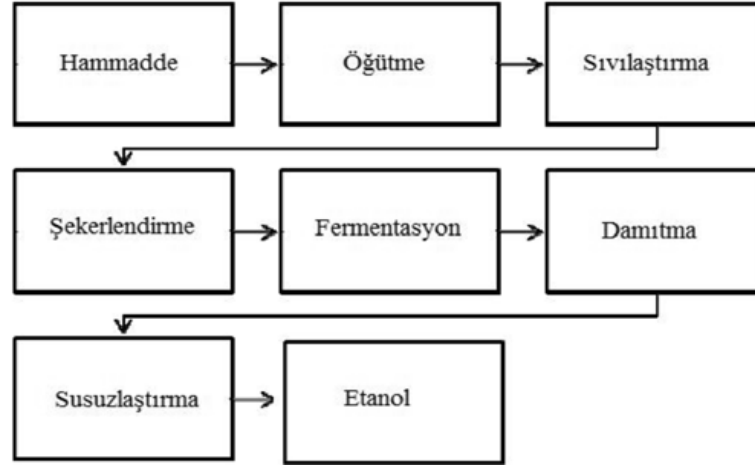 Hammadde
Öğütme
Sıvılaştırma
Şekerlendirme
Fermentasyon
Damıtma
Susuzlaştırma
Etanol